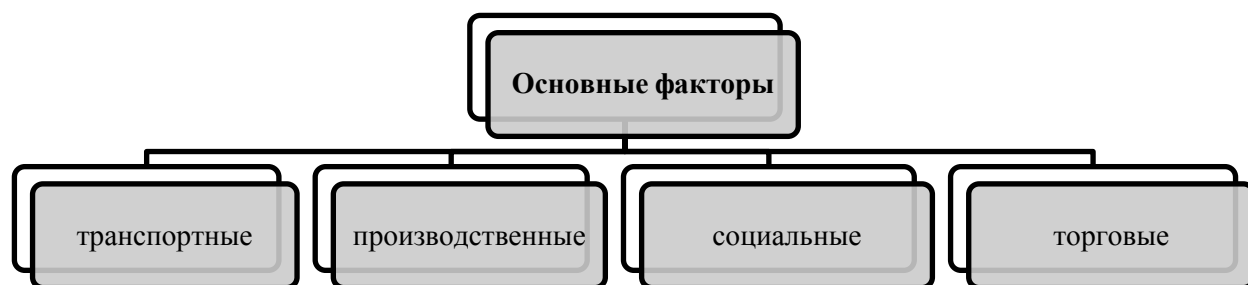 Основные факторы
транспортные
производственные
социальные
торговые